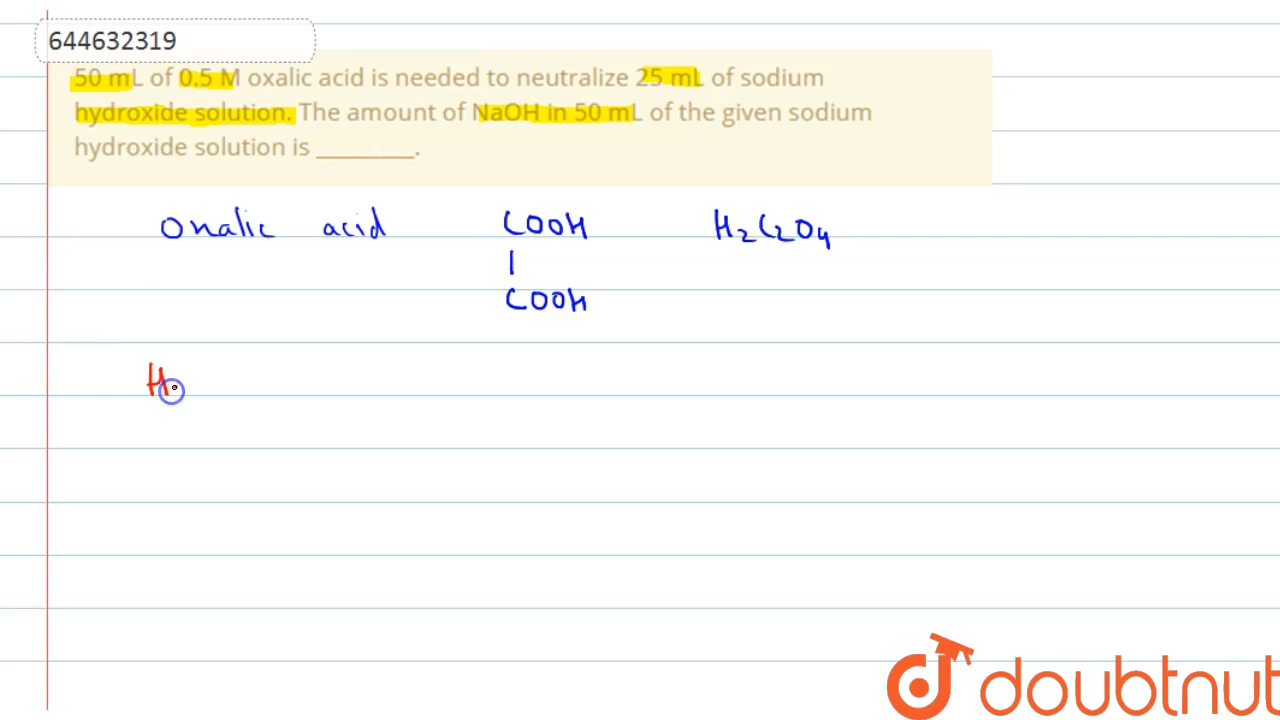 644632319
50 mL of 0.5 M oxalic acid is needed to neutralize 25 mL of sodium
hydroxide solution. The amount of NaOH in 50 mL of the given sodium
hydroxide solution is _________.
Oxalic acid COOH H2C2O4
|
COOH
H
doubtnut